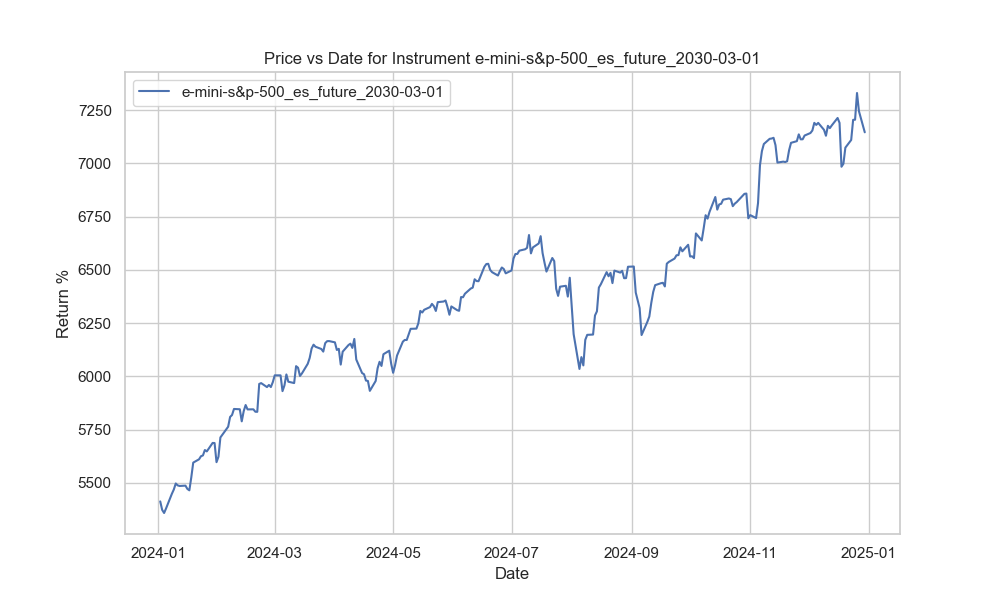 Price vs Date for Instrument e-mini-s&p-500_es_future_2030-03-01
e-mini-s&p-500_es_future_2030-03-01
Return %
7250
7000
6750
6500
6250
6000
5750
5500
2024-01 2024-03 2024-05 2024-07 2024-09 2024-11 2025-01
Date